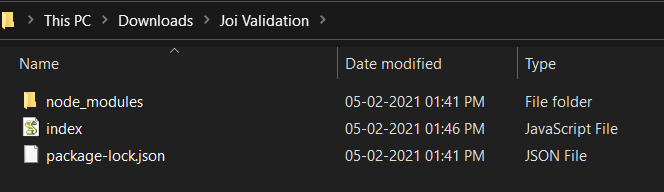 This PC > Downloads > Joi Validation >
Name Date modified Type
node_modules 05-02-2021 01:41 PM File folder
index 05-02-2021 01:46 PM JavaScript File
package-lock.json 05-02-2021 01:41 PM JSON File